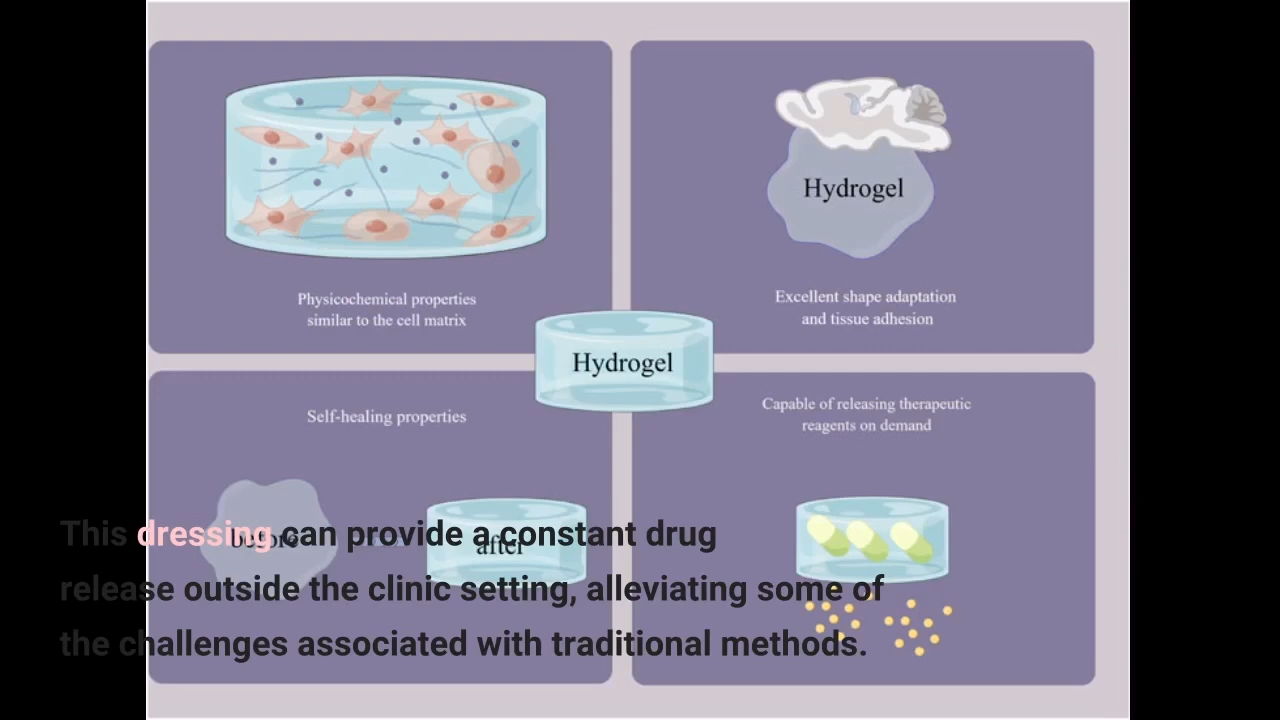 Hydrogel
Physicochemical properties
similar to the cell matrix
Excellent shape adaptation
and tissue adhesion
Hydrogel
Self-healing properties
Capable of releasing therapeutic
reagents on demand
before
after
This dressing can provide a constant drug
release outside the clinic setting, alleviating some of
the challenges associated with traditional methods.